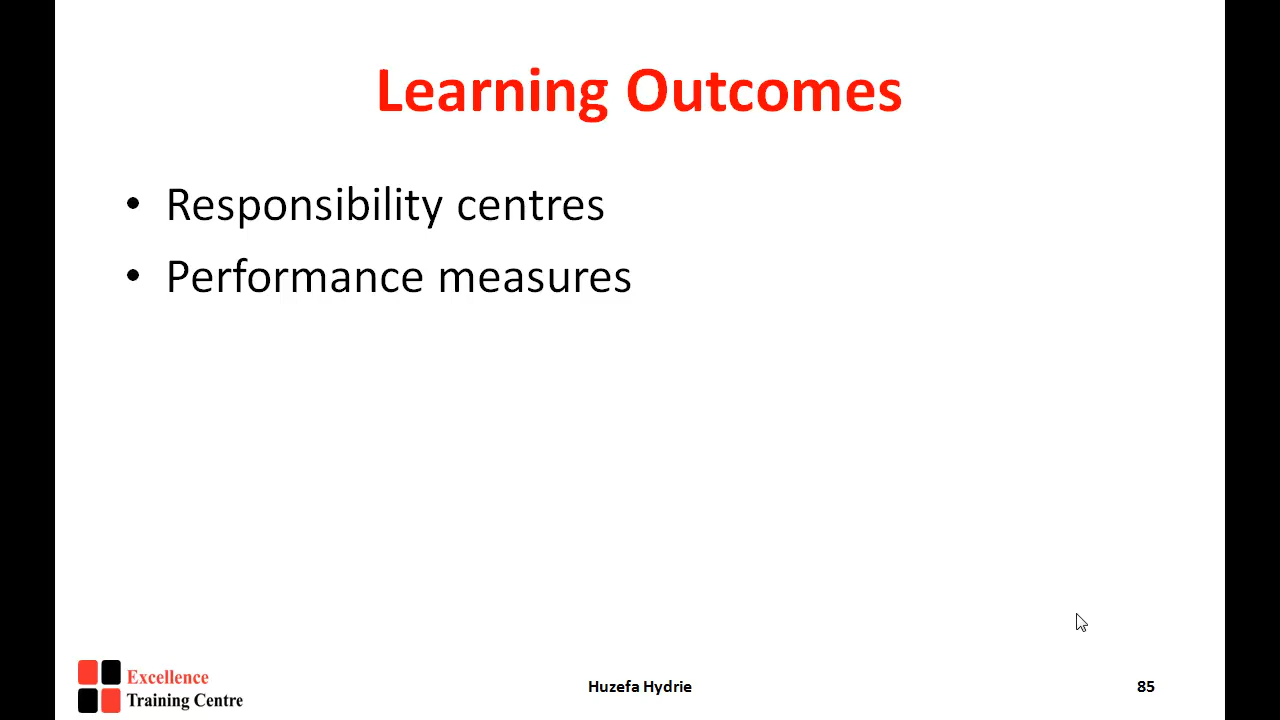 Learning Outcomes
• Responsibility centres
• Performance measures
Excellence
Training Centre
Huzefa Hydrie
85